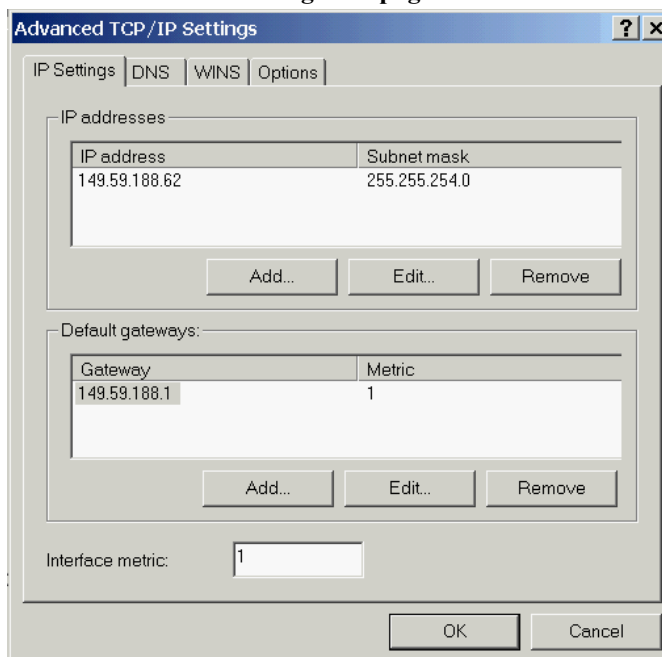 Advanced TCP/IP Settings
IP Settings DNS WINS Options
IP addresses
IP address Subnet mask
149.59.188.62 255.255.254.0
Add... Edit... Remove
Default gateways:
Gateway Metric
149.59.188.1 1
Add... Edit... Remove
Interface metric: 1
OK Cancel